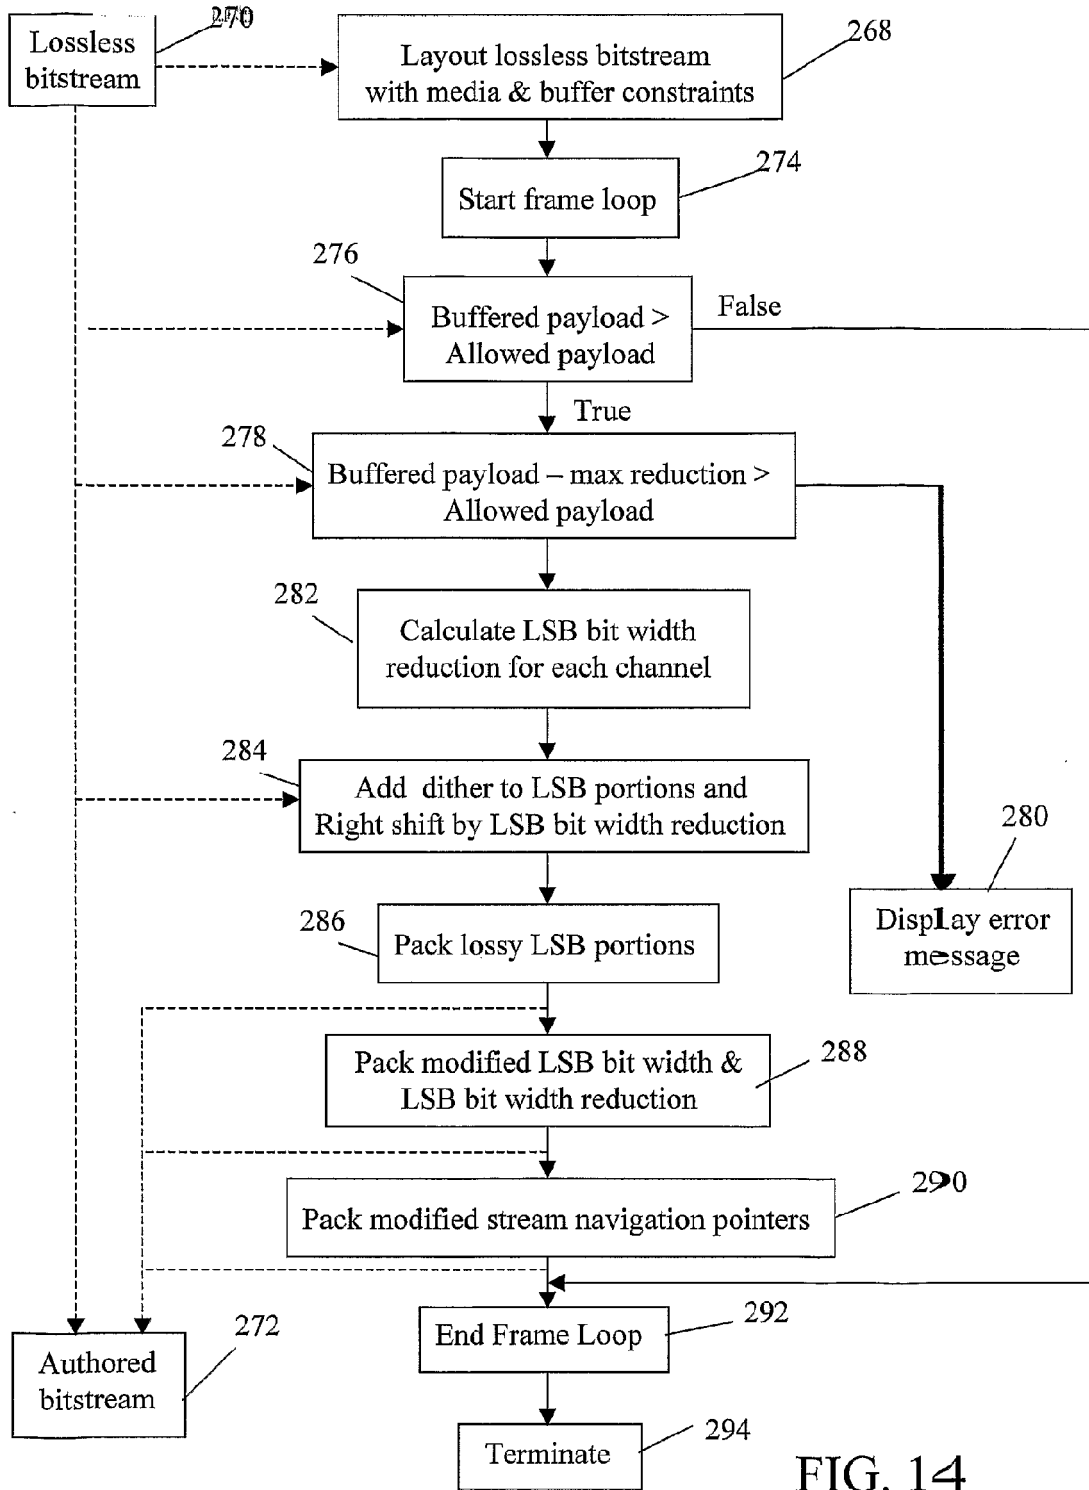 270
Lossless
bitstream
268
Layout lossless bitstream
with media & buffer constraints
274
Start frame loop
276
Buffered payload >
Allowed payload
False
True
278
Buffered payload – max reduction >
Allowed payload
282
Calculate LSB bit width
reduction for each channel
284
Add dither to LSB portions and
Right shift by LSB bit width reduction
280
Display error
message
286
Pack lossy LSB portions
288
Pack modified LSB bit width &
LSB bit width reduction
290
Pack modified stream navigation pointers
272
Authored
bitstream
292
End Frame Loop
294
Terminate
FIG. 14